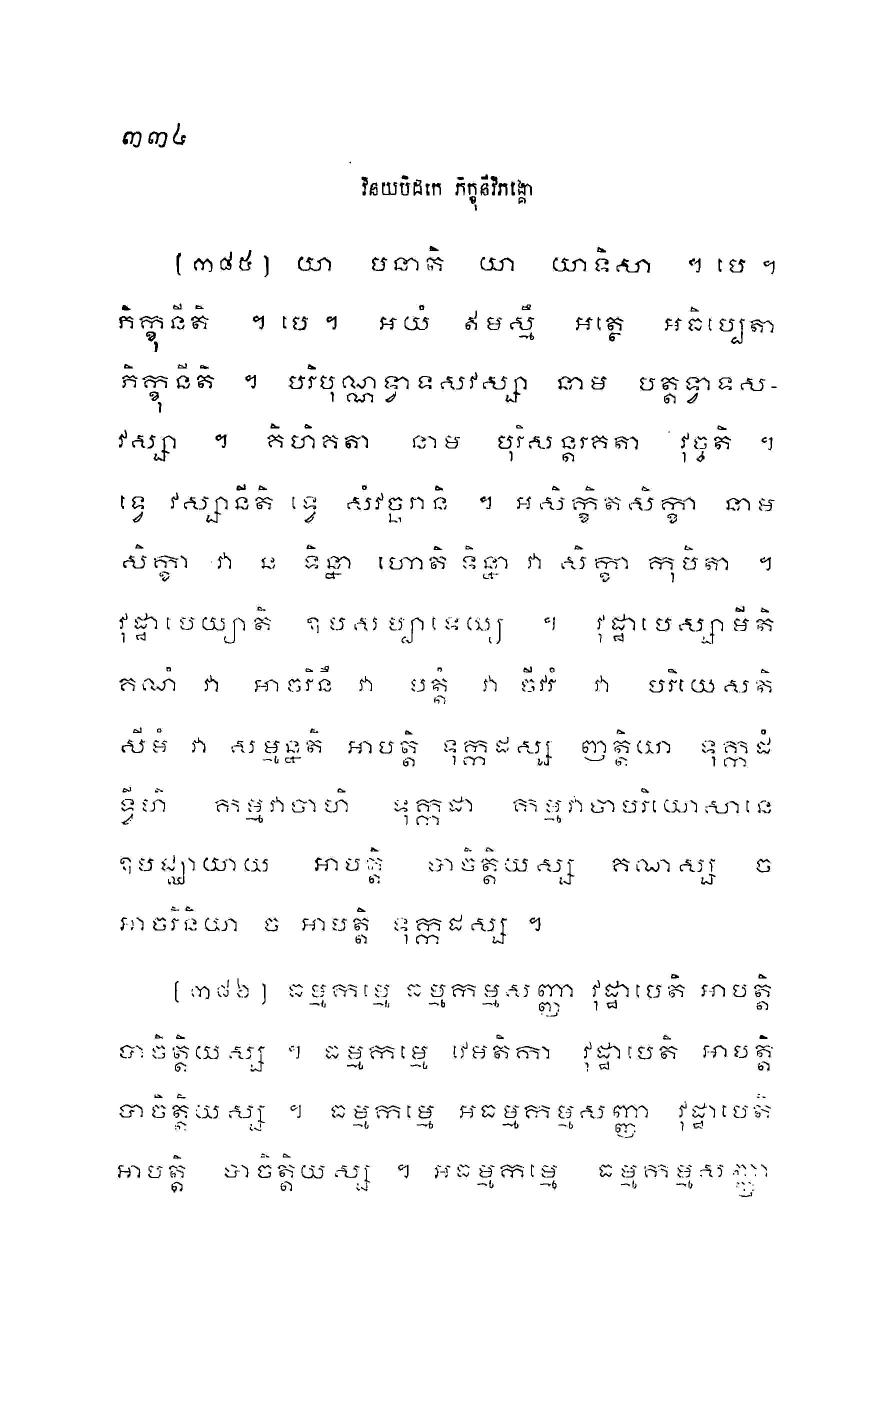 ៣៣៤
វិនយបិដកេ ភិក្ខុនីវិភង្គោ
[៣៨៥] យា បនាតិ យា យាទិសា ។ បេ ។
ភិក្ខុនីតិ ។ បេ ។ អយំ ឥមស្មឹ អត្ថេ អធិប្បេតា
ភិក្ខុនីតិ ។ បរិបុណ្ណទ្វាទសវស្សា នាម បត្តទ្វាទស-
វស្សា ។ គិហិគតា នាម បុរិសន្តរគតា វុច្ចតិ ។
ទ្វេ វស្សានីតិ ទ្វេ សំវច្ឆរានិ ។ អសិក្ខិតសិក្ខា នាម
សិក្ខា វា ន ទិន្នា ហោតិ ទិន្នា វា សិក្ខា កុបិតា ។
វុដ្ឋាបេយ្យាតិ ឧបសម្បាទេយ្យ ។ វុដ្ឋាបេស្សាមីតិ
គណំ វា អាចរិនឹ វា បត្តំ វា ចីវរំ វា បរិយេសតិ
សីមំ វា សម្មន្នតិ អាបត្តិ ទុក្កដស្ស ញត្តិយា ទុក្កដំ
ទ្វីហិ កម្មវាចាហិ ទុក្កដា កម្មវាចាបរិយោសានេ
ឧបជ្ឈាយាយ អាបត្តិ បាចិត្តិយស្ស គណស្ស ច
អាចរិនិយា ច អាបត្តិ ទុក្កដស្ស ។
[៣៨៦] ធម្មកម្មេ ធម្មកម្មសញ្ញា វុដ្ឋាបេតិ អាបត្តិ
បាចិត្តិយស្ស ។ ធម្មកម្មេ វេមតិកា វុដ្ឋាបេតិ អាបត្តិ
បាចិត្តិយស្ស ។ ធម្មកម្មេ អធម្មកម្មសញ្ញា វុដ្ឋាបេតិ
អាបត្តិ បាចិត្តិយស្ស ។ អធម្មកម្មេ ធម្មកម្មសញ្ញា